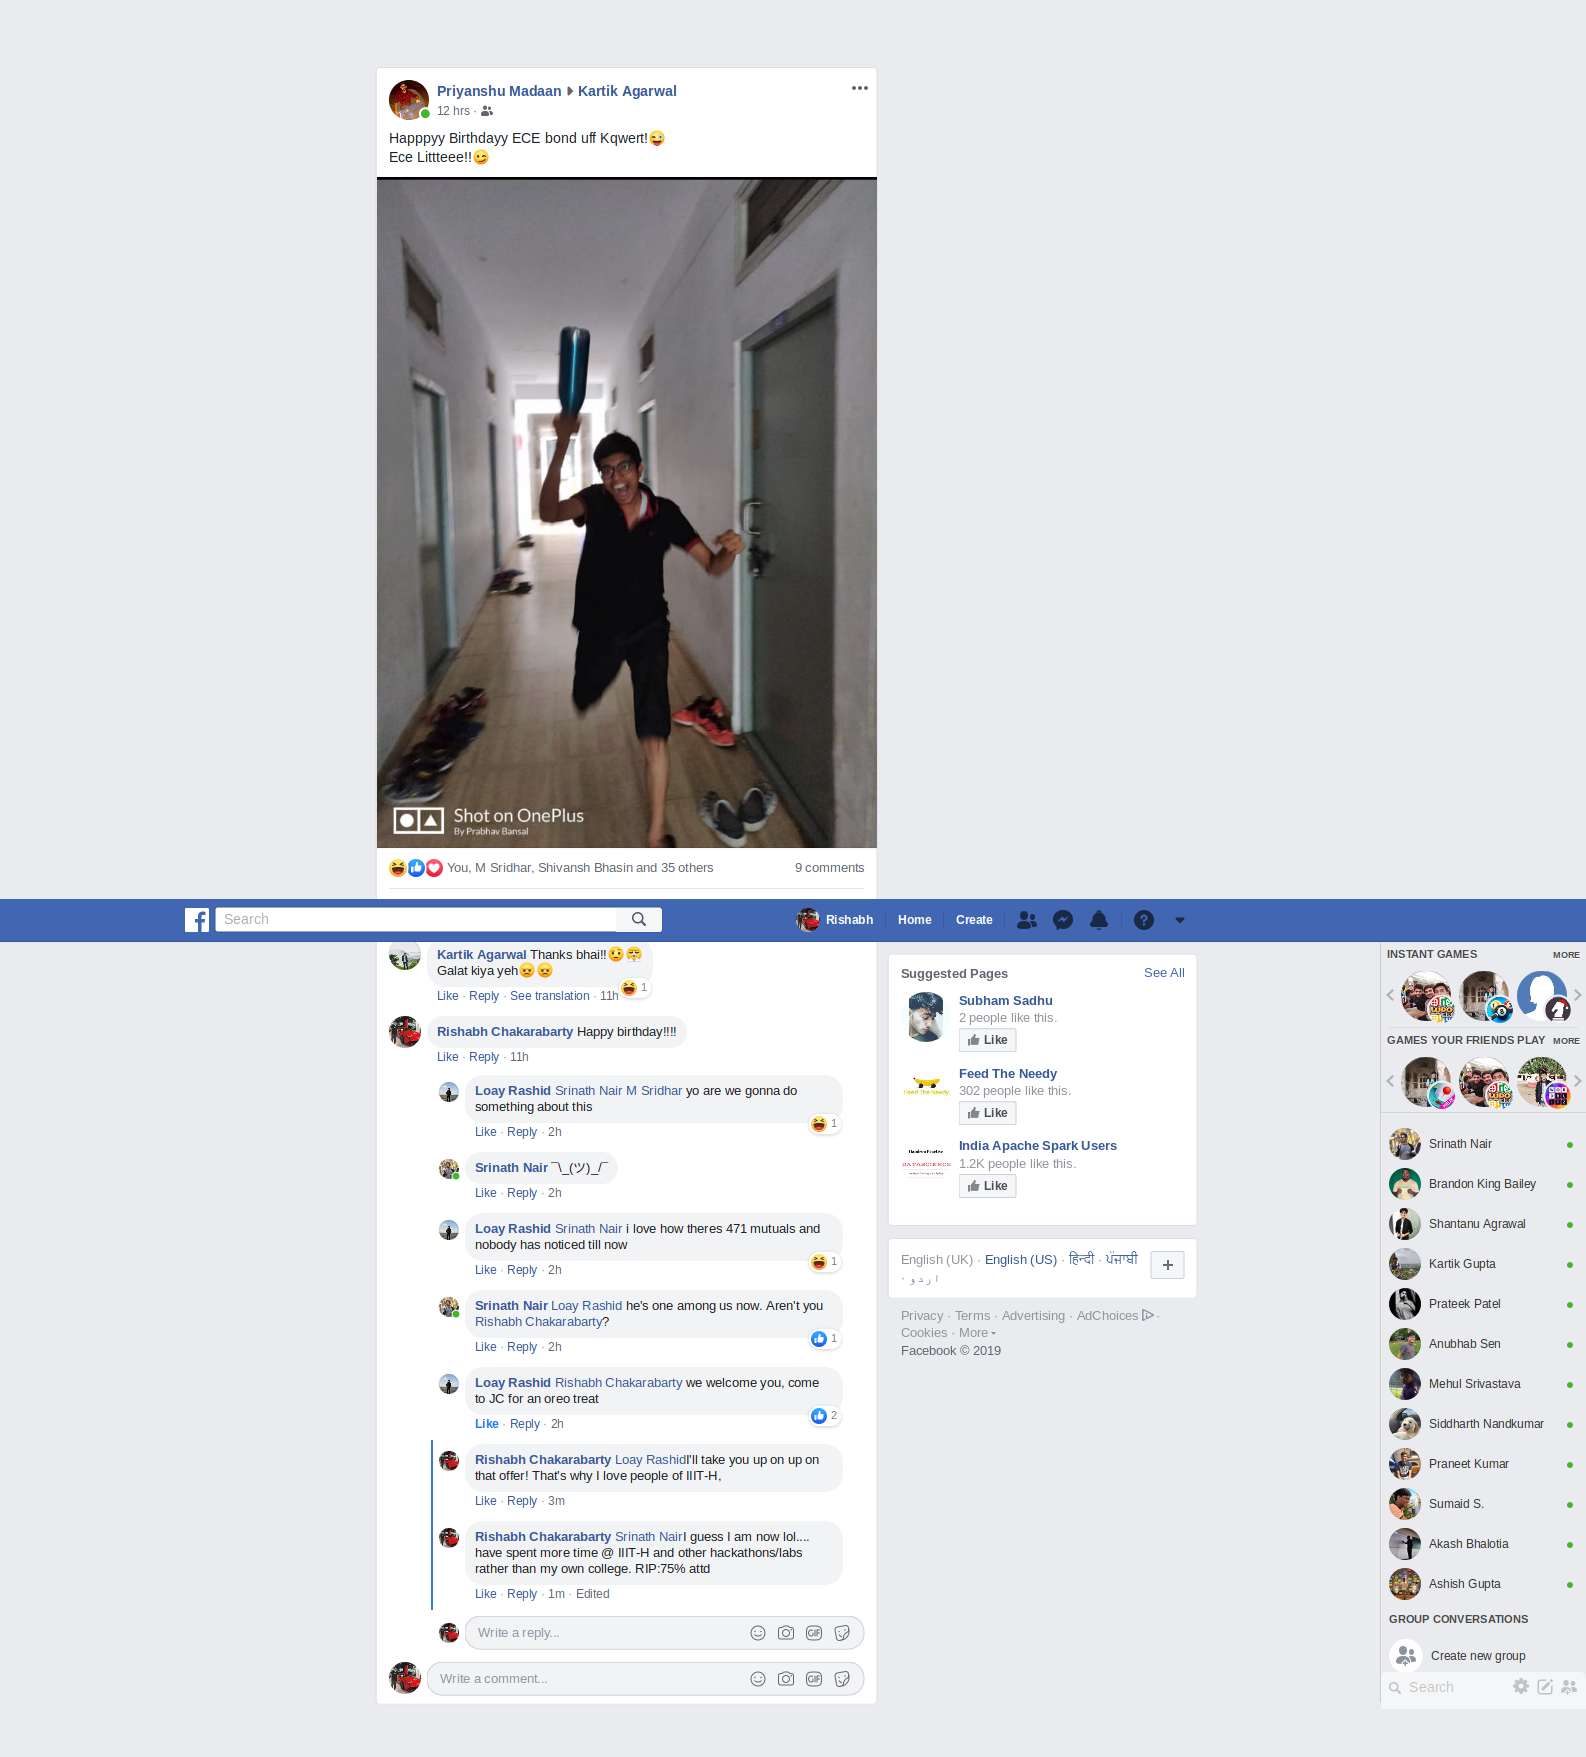 Priyanshu Madaan Kartik Agarwal
12 hrs ·
Happpyy Birthdayy ECE bond uff Kqwert!😜
Ece Littteee!!😜
Shot on OnePlus
By Prabhav Bansal
You, M Sridhar, Shivansh Bhasin and 35 others 9 comments
Search
Rishabh Home Create
Kartik Agarwal Thanks bhai!!
Galat kiya yeh
1
Like · Reply · See translation · 11h
Rishabh Chakarabarty Happy birthday!!!!
Like · Reply · 11h
Loay Rashid Srinath Nair M Sridhar yo are we gonna do
something about this
1
Like · Reply · 2h
Srinath Nair ¯\_(ツ)_/¯
Like · Reply · 2h
Loay Rashid Srinath Nair i love how theres 471 mutuals and
nobody has noticed till now
1
Like · Reply · 2h
Srinath Nair Loay Rashid he's one among us now. Aren't you
Rishabh Chakarabarty?
1
Like · Reply · 2h
Loay Rashid Rishabh Chakarabarty we welcome you, come
to JC for an oreo treat
2
Like · Reply · 2h
Rishabh Chakarabarty Loay RashidI'll take you up on up on
that offer! That's why I love people of IIIT-H,
Like · Reply · 3m
Rishabh Chakarabarty Srinath NairI guess I am now lol....
have spent more time @ IIIT-H and other hackathons/labs
rather than my own college. RIP:75% attd
Like · Reply · 1m · Edited
Write a reply...
GIF
Write a comment...
GIF
Suggested Pages See All
Subham Sadhu
2 people like this.
Like
Feed The Needy
Feed The Needy
302 people like this.
Like
India Apache Spark Users
DATASCIENCE
1.2K people like this.
Like
English (UK) · English (US) · हिन्दी · ਪੰਜਾਬੀ
· اردو
+
Privacy · Terms · Advertising · AdChoices ·
Cookies · More
Facebook © 2019
INSTANT GAMES MORE
GAMES YOUR FRIENDS PLAY MORE
Srinath Nair
Brandon King Bailey
Shantanu Agrawal
Kartik Gupta
Prateek Patel
Anubhab Sen
Mehul Srivastava
Siddharth Nandkumar
Praneet Kumar
Sumaid S.
Akash Bhalotia
Ashish Gupta
GROUP CONVERSATIONS
Create new group
Search